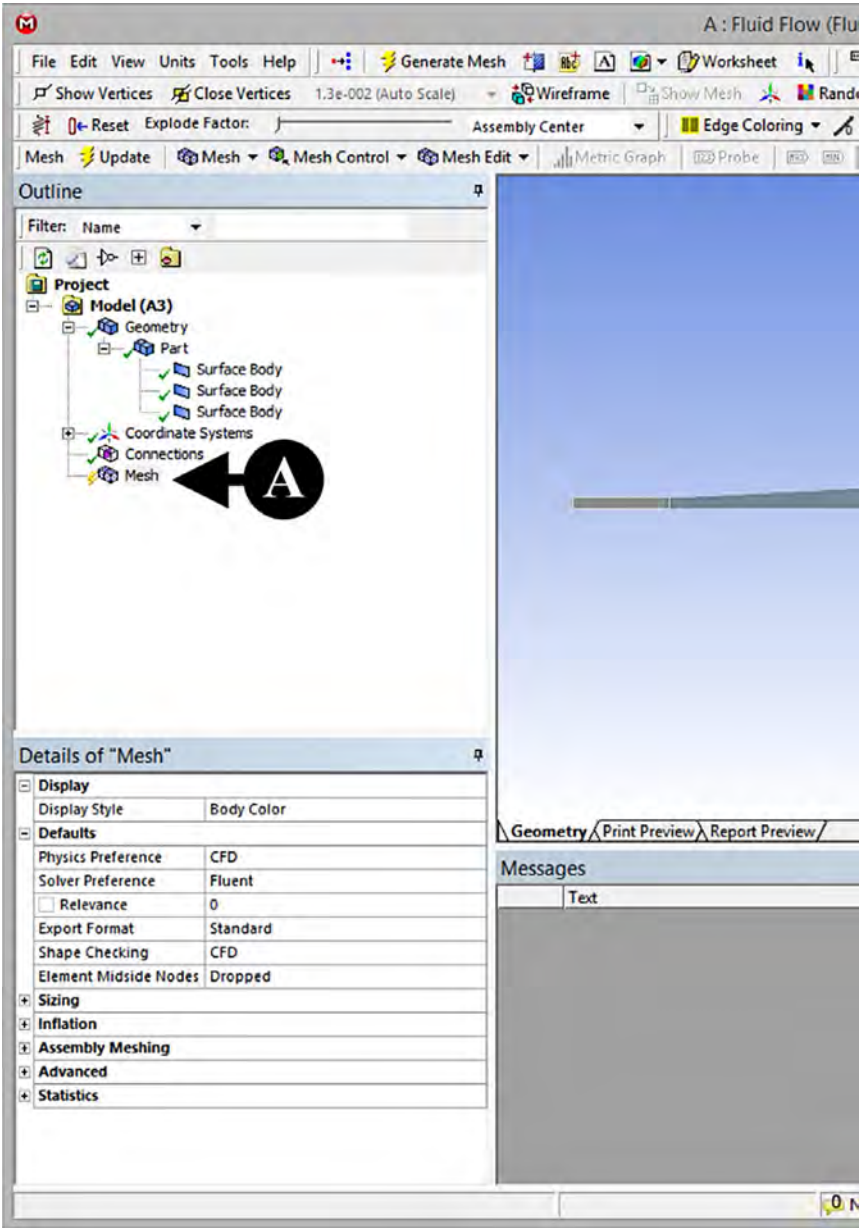 A : Fluid Flow (Flu
File Edit View Units Tools Help Generate Mesh Worksheet
Show Vertices Close Vertices 1.3e-002 (Auto Scale) Wireframe Show Mesh Rande
Reset Explode Factor: Assembly Center Edge Coloring
Mesh Update Mesh Mesh Control Mesh Edit Metric Graph Probe
Outline
Filter: Name
Project
Model (A3)
Geometry
Part
Surface Body
Surface Body
Surface Body
Coordinate Systems
Connections
Mesh
A
Details of "Mesh"
Display
Display Style Body Color
Defaults
Physics Preference CFD
Solver Preference Fluent
Relevance 0
Export Format Standard
Shape Checking CFD
Element Midside Nodes Dropped
Sizing
Inflation
Assembly Meshing
Advanced
Statistics
Geometry Print Preview Report Preview
Messages
Text
0 N